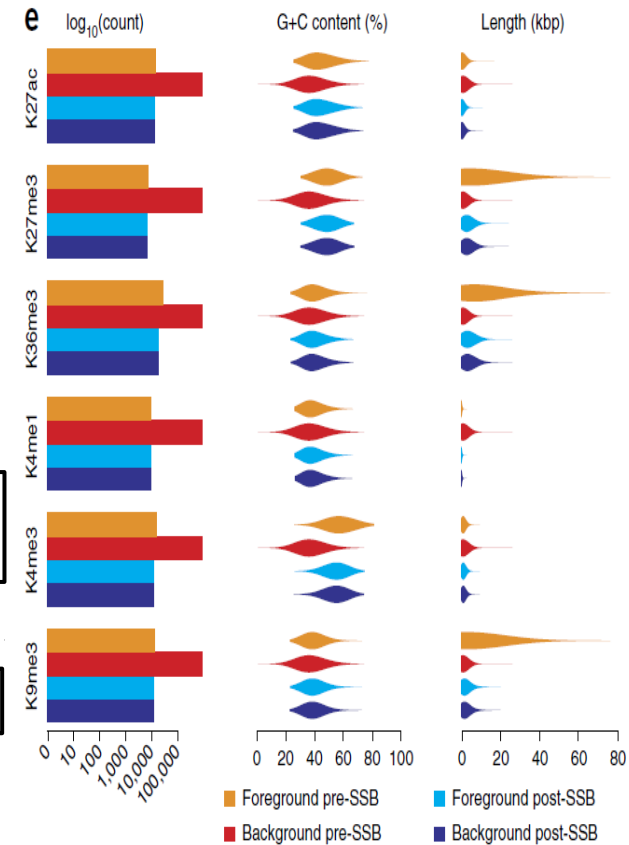 e
log10(count) G+C content (%) Length (kbp)
K27ac
K27me3
K36me3
K4me1
K4me3
K9me3
0 10 100 1,000 10,000 100,000
0 20 40 60 80 100
0 20 40 60 80
Foreground pre-SSB Foreground post-SSB
Background pre-SSB Background post-SSB